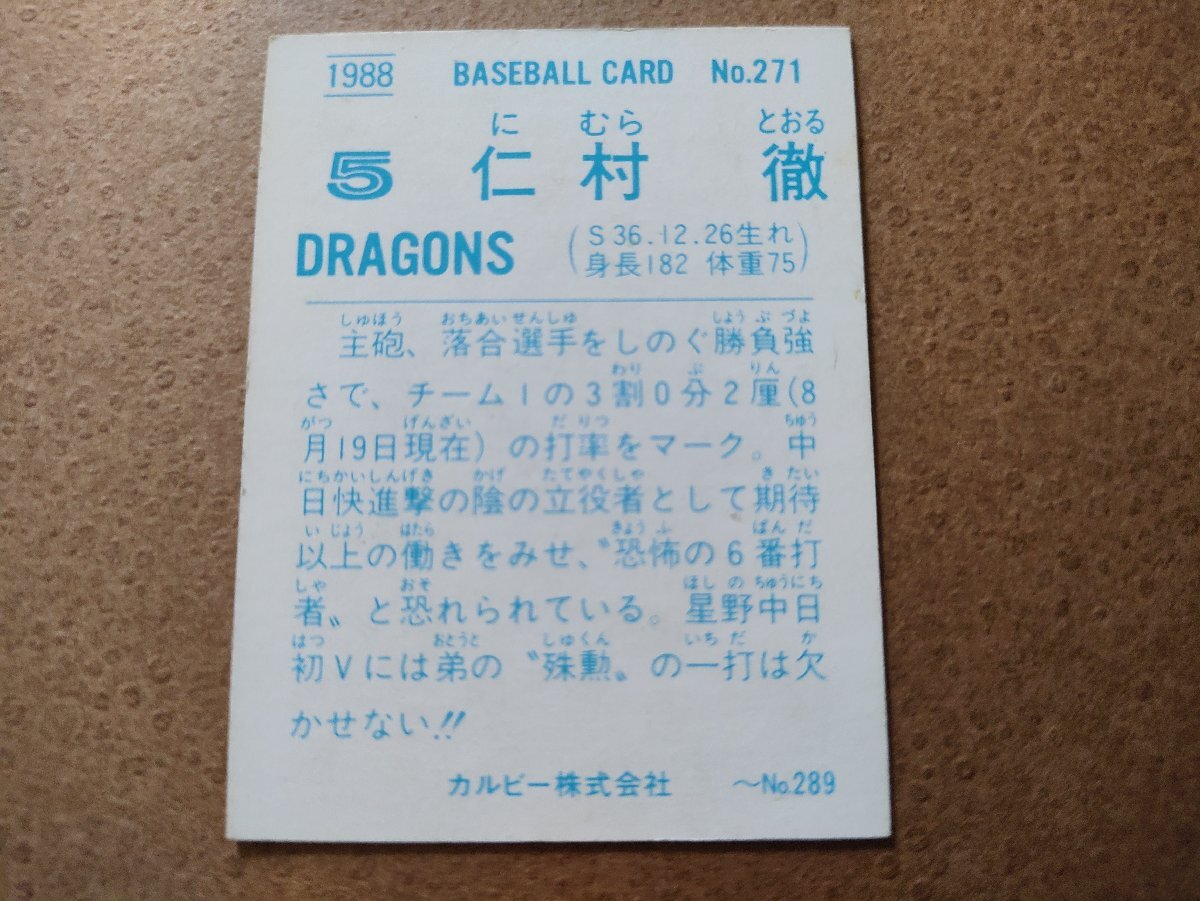 1988 BASEBALL CARD No.271
に むら とおる
5 仁村 徹
DRAGONS (S36.12.26生れ
身長182 体重75)
しゅほう おちあいせんしゅ しょうぶづよ
主砲、落合選手をしのぐ勝負強
わり ぶ りん
さで、チーム1の3割0分2厘(8
がつ げんざい だりつ ちゅう
月19日現在)の打率をマーク。中
にちかいしんげき かげ たてやくしゃ きたい
日快進撃の陰の立役者として期待
いじょう はたら きょうふ ばんだ
以上の働きをみせ、〝恐怖の6番打
しゃ おそ ほしのちゅうにち
者〟と恐れられている。星野中日
はつ おとうと しゅくん いちだ か
初Vには弟の〝殊勲〟の一打は欠
かせない!!
カルビー株式会社 〜No.289